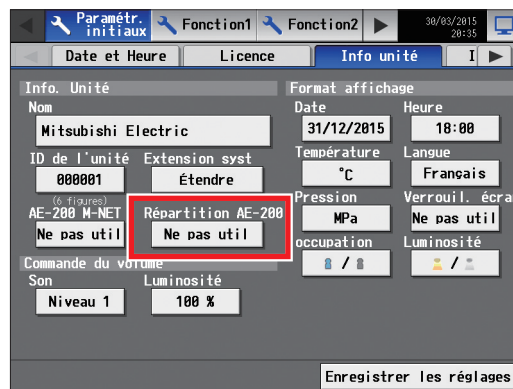 Paramétr. initiaux
Fonction1
Fonction2
30/03/2015
20:35
Date et Heure
Licence
Info unité
I
Info. Unité
Nom
Mitsubishi Electric
ID de l'unité
000001
(6 figures)
Extension syst
Étendre
AE-200 M-NET
Ne pas util
Répartition AE-200
Ne pas util
Commande du volume
Son
Niveau 1
Luminosité
100 %
Format affichage
Date
31/12/2015
Heure
18:00
Température
°C
Langue
Français
Pression
MPa
Verrouil. écra
Ne pas util
occupation
/
Luminosité
/
Enregistrer les réglages